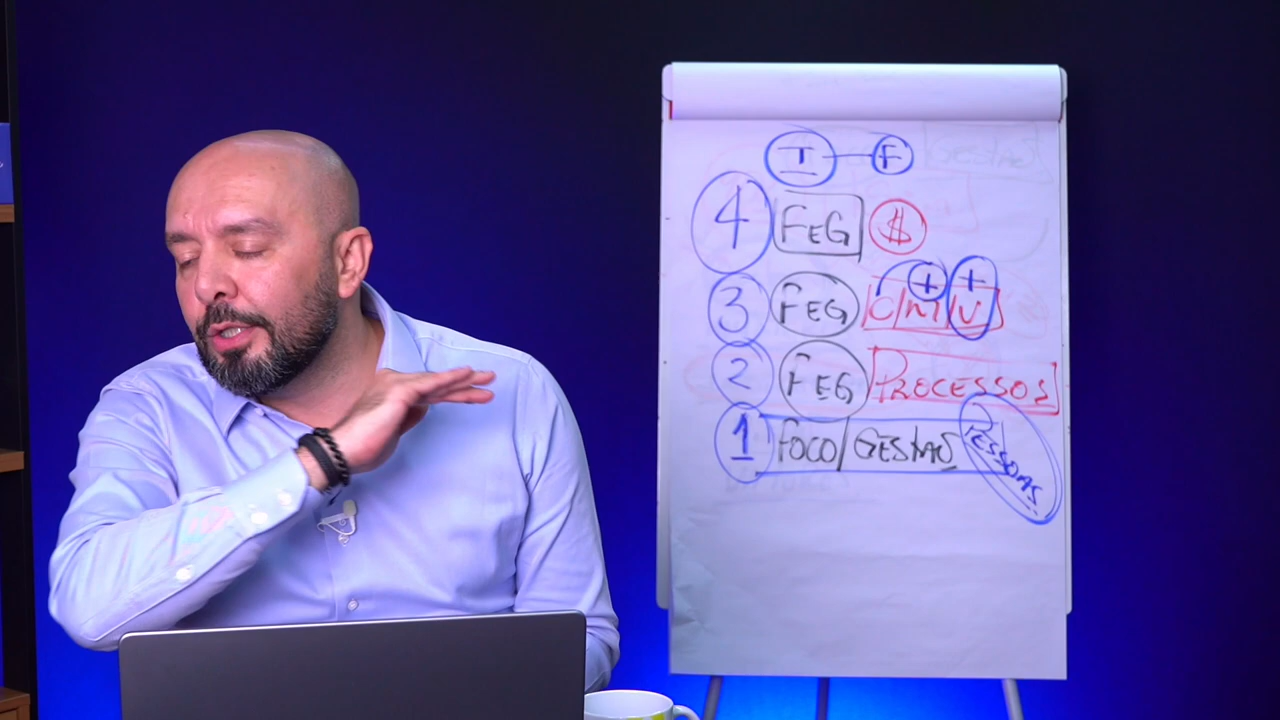 I F
4 FEG $
3 FEG C/M/V + +
2 FEG PROCESSOS
1 FOCO/GESTÃO PESSOAS